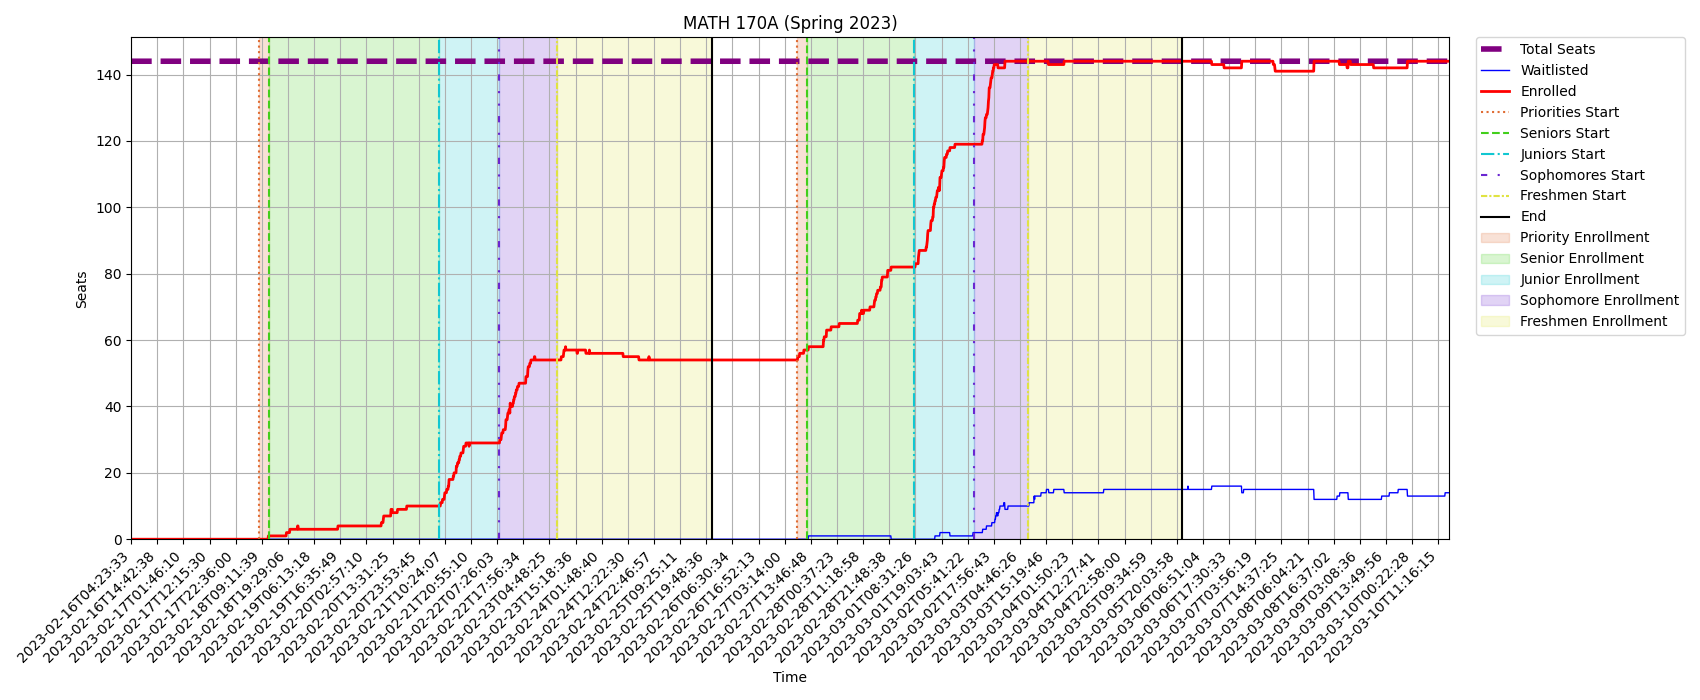 MATH 170A (Spring 2023)
Seats
140
120
100
80
60
40
20
0
2023-02-16T04:23:33
2023-02-16T14:42:38
2023-02-17T01:46:10
2023-02-17T12:15:30
2023-02-17T22:36:00
2023-02-18T09:11:39
2023-02-18T19:29:06
2023-02-19T06:13:18
2023-02-19T16:35:49
2023-02-20T02:57:10
2023-02-20T13:31:25
2023-02-20T23:53:45
2023-02-21T10:24:07
2023-02-21T20:55:10
2023-02-22T07:26:03
2023-02-22T17:56:34
2023-02-23T04:48:25
2023-02-23T15:18:36
2023-02-24T01:48:40
2023-02-24T12:22:30
2023-02-24T22:46:57
2023-02-25T09:25:11
2023-02-25T19:48:36
2023-02-26T06:30:34
2023-02-26T16:52:13
2023-02-27T03:14:00
2023-02-27T13:46:48
2023-02-28T00:37:23
2023-02-28T11:18:58
2023-02-28T21:48:38
2023-03-01T08:31:26
2023-03-01T19:03:43
2023-03-02T05:41:22
2023-03-02T17:56:43
2023-03-03T04:46:26
2023-03-03T15:19:46
2023-03-04T01:50:23
2023-03-04T12:27:41
2023-03-04T22:58:00
2023-03-05T09:34:59
2023-03-05T20:03:58
2023-03-06T06:51:04
2023-03-06T17:30:33
2023-03-07T03:56:19
2023-03-07T14:37:25
2023-03-08T06:04:21
2023-03-08T16:37:02
2023-03-09T03:08:36
2023-03-09T13:49:56
2023-03-10T00:22:28
2023-03-10T11:16:15
Time
Total Seats
Waitlisted
Enrolled
Priorities Start
Seniors Start
Juniors Start
Sophomores Start
Freshmen Start
End
Priority Enrollment
Senior Enrollment
Junior Enrollment
Sophomore Enrollment
Freshmen Enrollment